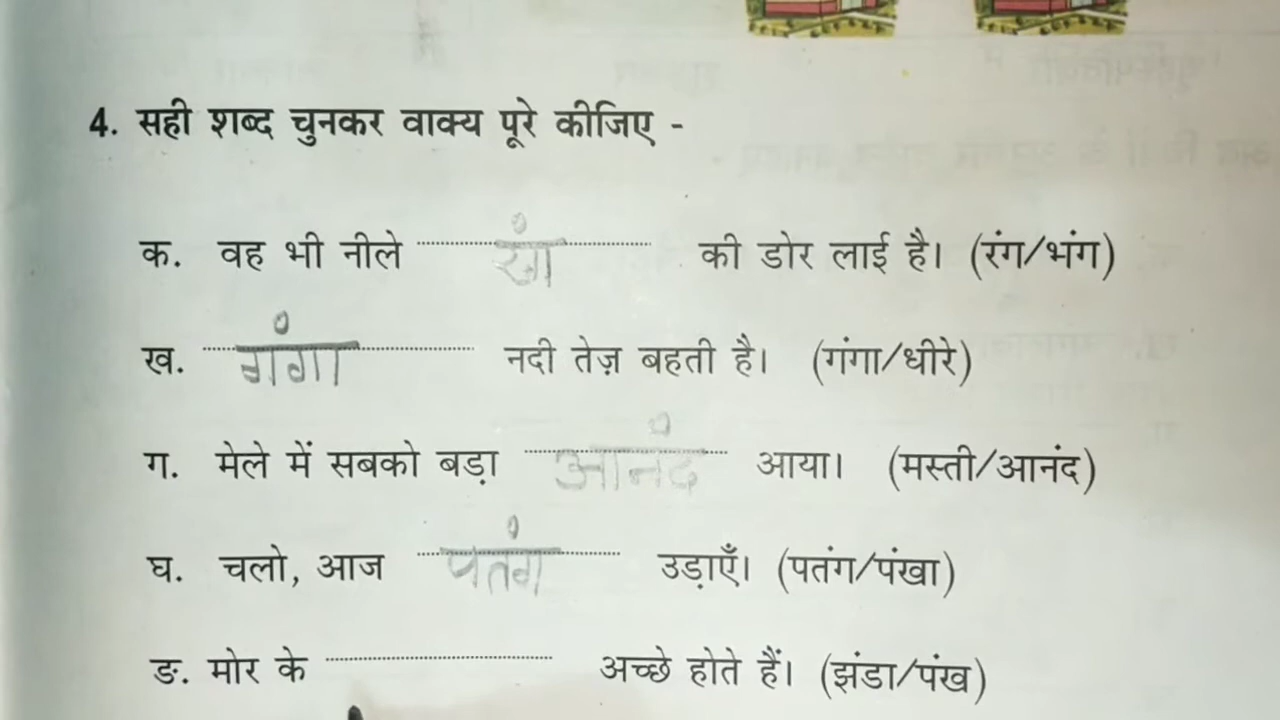 4. सही शब्द चुनकर वाक्य पूरे कीजिए -
क. वह भी नीले रंग की डोर लाई है। (रंग/भंग)
ख. गंगा नदी तेज़ बहती है। (गंगा/धीरे)
ग. मेले में सबको बड़ा आनंद आया। (मस्ती/आनंद)
घ. चलो, आज पतंग उड़ाएँ। (पतंग/पंखा)
ङ. मोर के अच्छे होते हैं। (झंडा/पंख)